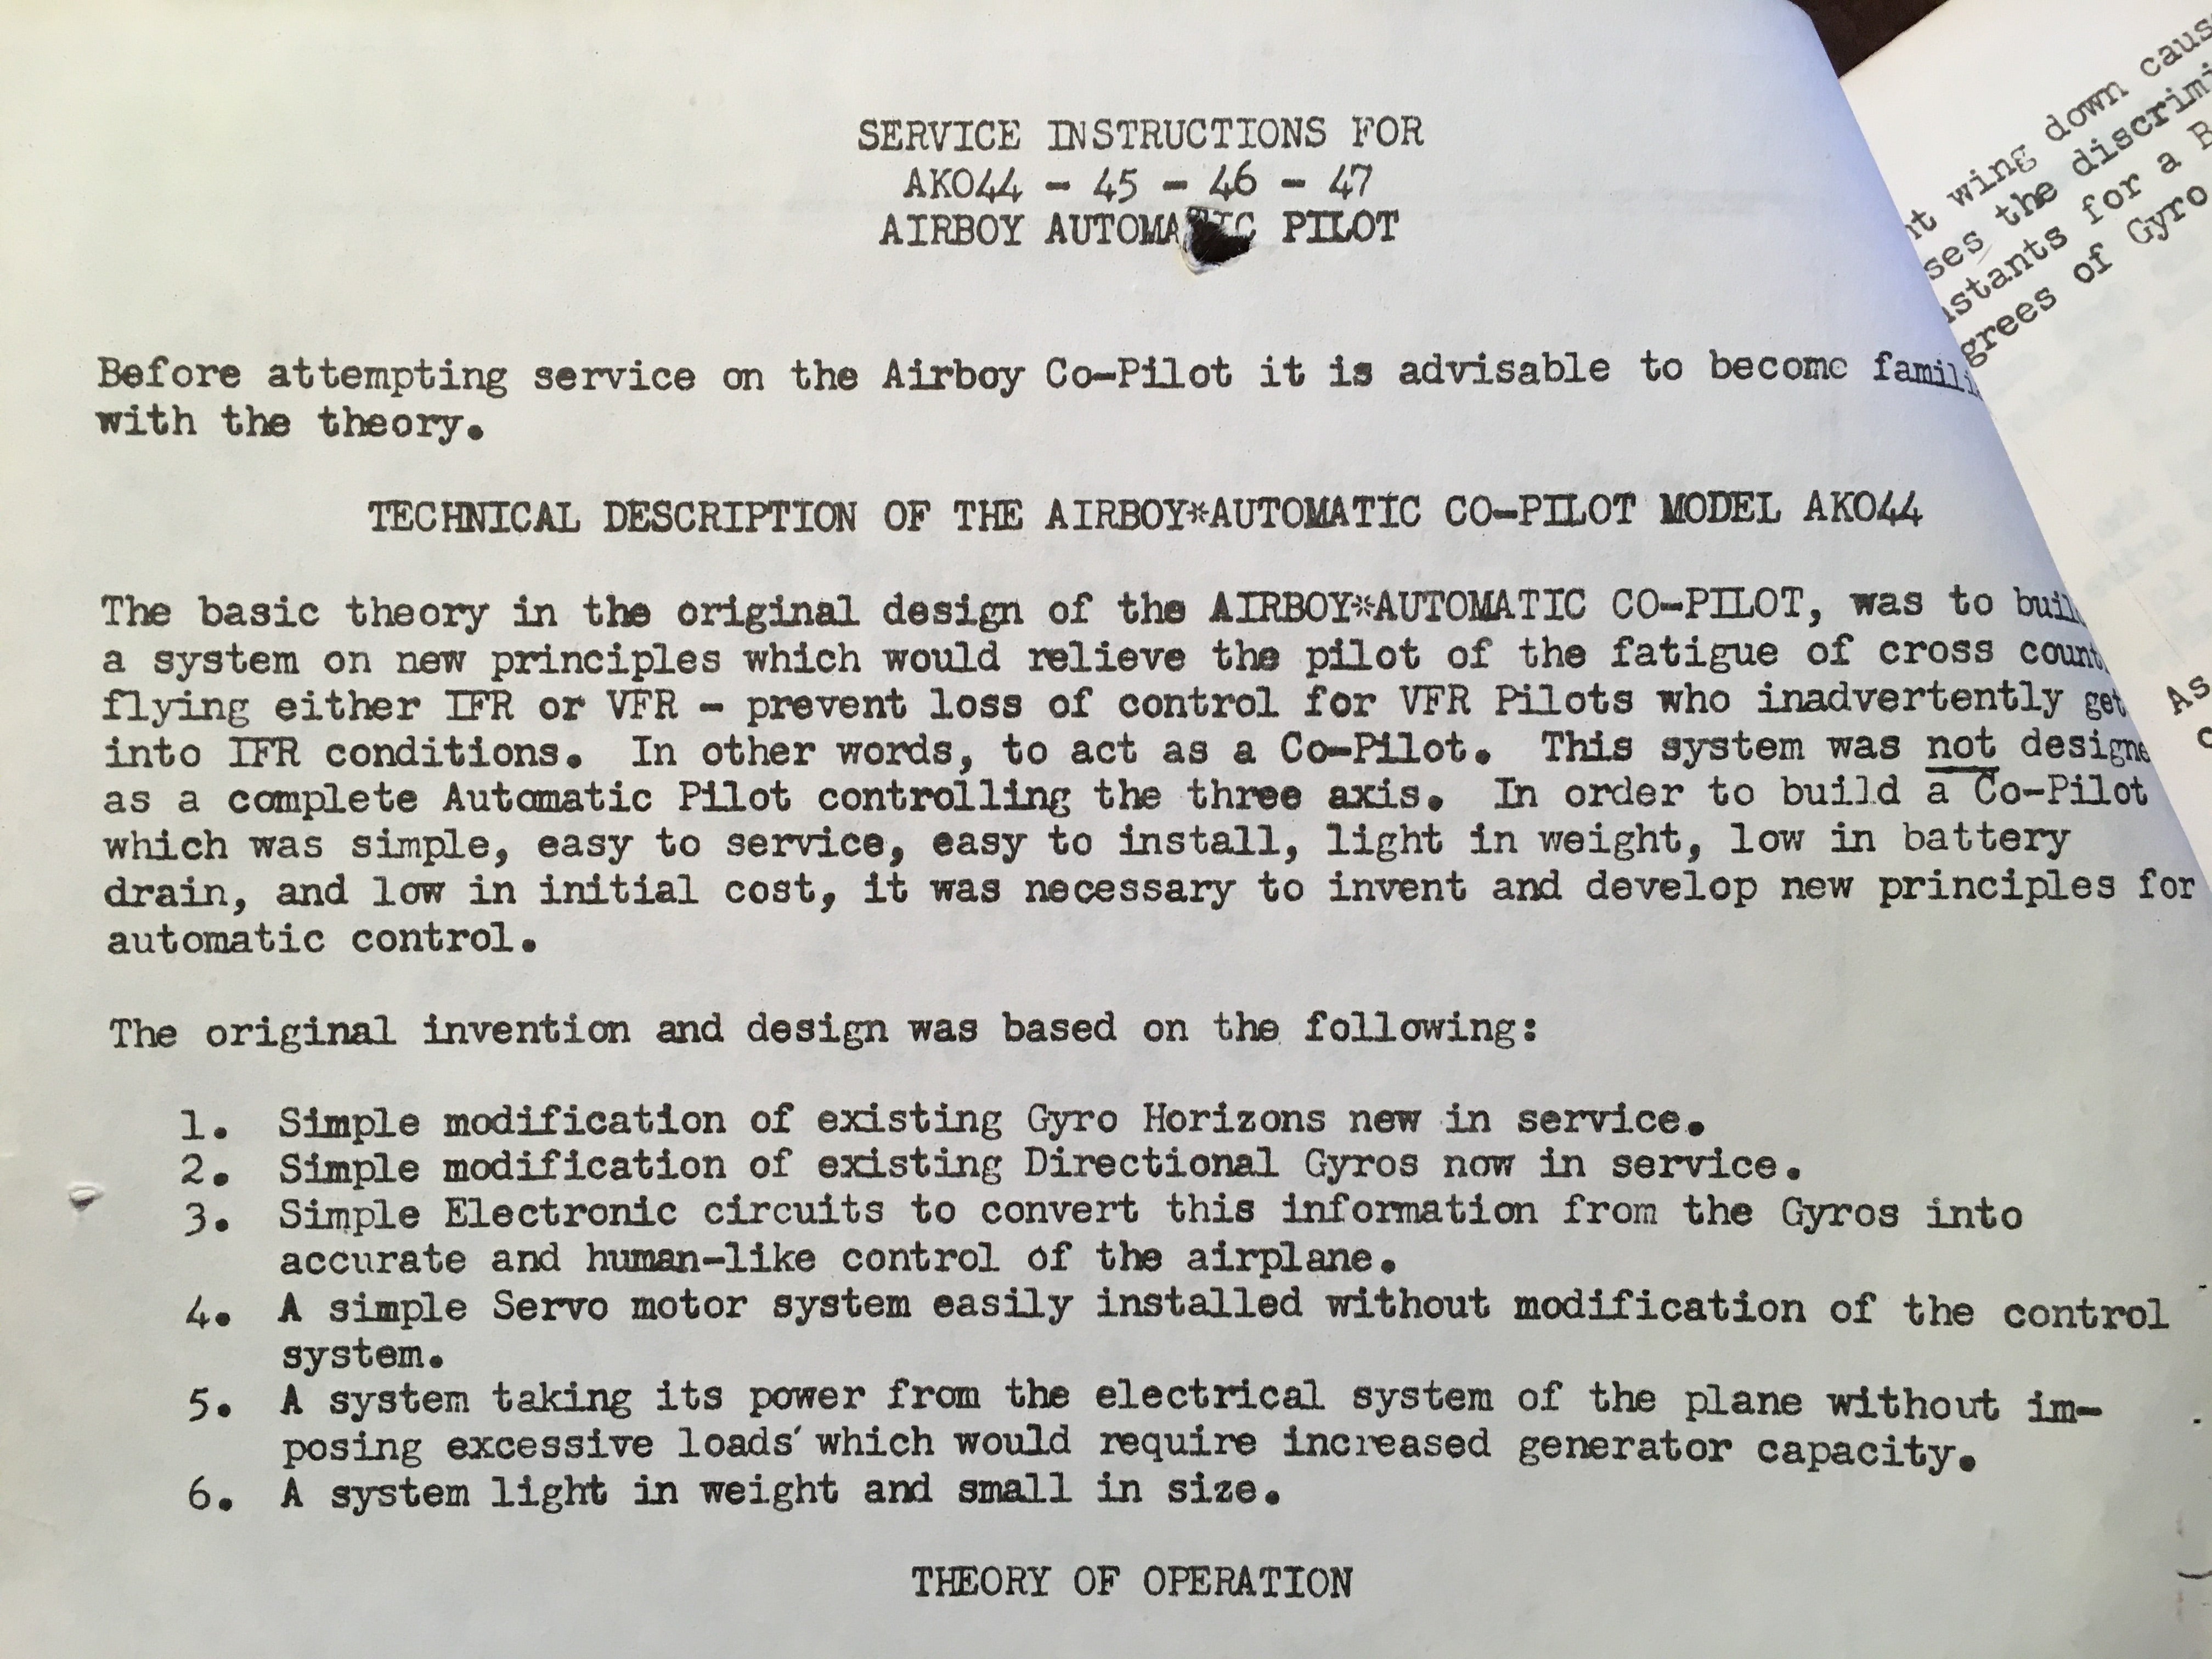 SERVICE INSTRUCTIONS FOR
AKO44 - 45 - 46 - 47
AIRBOY AUTOMATIC PILOT
Before attempting service on the Airboy Co-Pilot it is advisable to become
with the theory.
TECHNICAL DESCRIPTION OF THE AIRBOY*AUTOMATIC CO-PILOT MODEL AKO44
The basic theory in the original design of the AIRBOY*AUTOMATIC CO-PILOT, was to
a system on new principles which would relieve the pilot of the fatigue of cross
flying either IFR or VFR - prevent loss of control for VFR Pilots who inadvertently get
into IFR conditions. In other words, to act as a Co-Pilot. This system was not
as a complete Automatic Pilot controlling the three axis. In order to build a Co-Pilot
which was simple, easy to service, easy to install, light in weight, low in battery
drain, and low in initial cost, it was necessary to invent and develop new principles for
automatic control.
The original invention and design was based on the following:
1. Simple modification of existing Gyro Horizons new in service.
2. Simple modification of existing Directional Gyros now in service.
3. Simple Electronic circuits to convert this information from the Gyros into
accurate and human-like control of the airplane.
4. A simple Servo motor system easily installed without modification of the control
system.
5. A system taking its power from the electrical system of the plane without im-
posing excessive loads which would require increased generator capacity.
6. A system light in weight and small in size.
THEORY OF OPERATION
wing down
the
for a
of Gyro
As